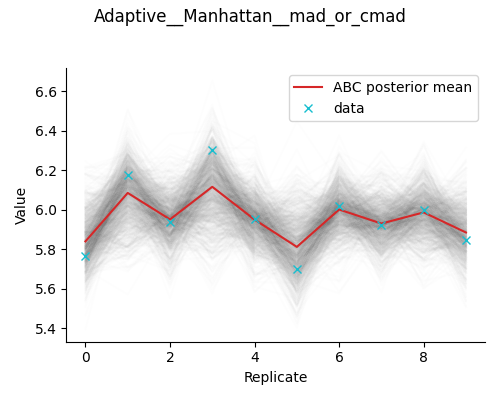 Adaptive__Manhattan__mad_or_cmad
ABC posterior mean
data
6.6
6.4
6.2
6.0
5.8
5.6
5.4
Value
0
2
4
6
8
Replicate